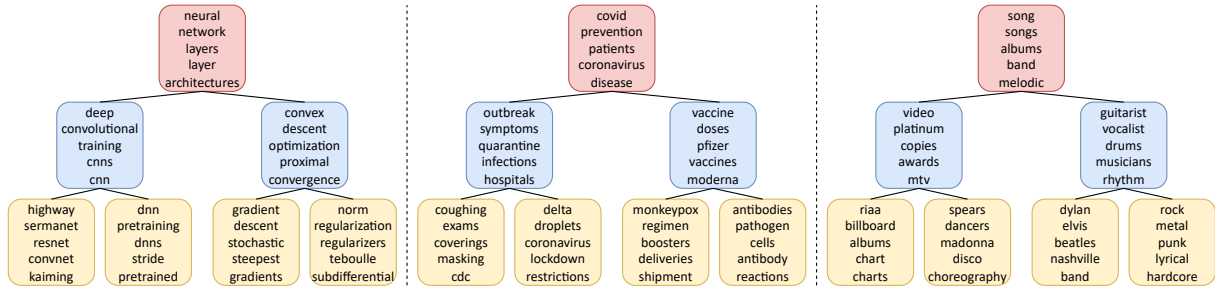 neural
network
layers
layer
architectures
deep
convolutional
training
cnns
cnn
convex
descent
optimization
proximal
convergence
highway
sermanet
resnet
convnet
kaiming
dnn
pretraining
dnns
stride
pretrained
gradient
descent
stochastic
steepest
gradients
norm
regularization
regularizers
teboulle
subdifferential
covid
prevention
patients
coronavirus
disease
outbreak
symptoms
quarantine
infections
hospitals
vaccine
doses
pfizer
vaccines
moderna
coughing
exams
coverings
masking
cdc
delta
droplets
coronavirus
lockdown
restrictions
monkeypox
regimen
boosters
deliveries
shipment
antibodies
pathogen
cells
antibody
reactions
song
songs
albums
band
melodic
video
platinum
copies
awards
mtv
guitarist
vocalist
drums
musicians
rhythm
riaa
billboard
albums
chart
charts
spears
dancers
madonna
disco
choreography
dylan
elvis
beatles
nashville
band
rock
metal
punk
lyrical
hardcore